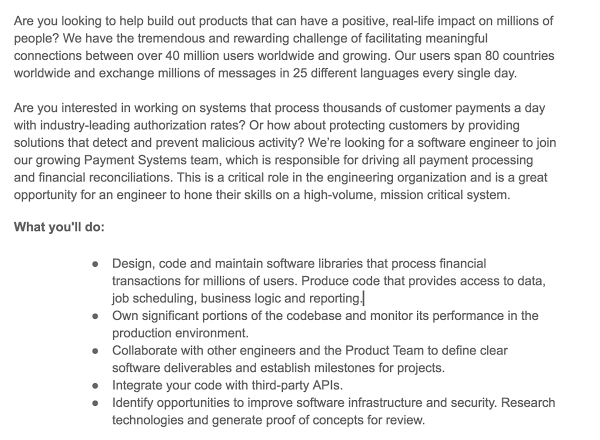 Are you looking to help build out products that can have a positive, real-life impact on millions of
people? We have the tremendous and rewarding challenge of facilitating meaningful
connections between over 40 million users worldwide and growing. Our users span 80 countries
worldwide and exchange millions of messages in 25 different languages every single day.
Are you interested in working on systems that process thousands of customer payments a day
with industry-leading authorization rates? Or how about protecting customers by providing
solutions that detect and prevent malicious activity? We're looking for a software engineer to join
our growing Payment Systems team, which is responsible for driving all payment processing
and financial reconciliations. This is a critical role in the engineering organization and is a great
opportunity for an engineer to hone their skills on a high-volume, mission critical system.
What you'll do:
● Design, code and maintain software libraries that process financial
transactions for millions of users. Produce code that provides access to data,
job scheduling, business logic and reporting.
● Own significant portions of the codebase and monitor its performance in the
production environment.
● Collaborate with other engineers and the Product Team to define clear
software deliverables and establish milestones for projects.
● Integrate your code with third-party APIs.
● Identify opportunities to improve software infrastructure and security. Research
technologies and generate proof of concepts for review.